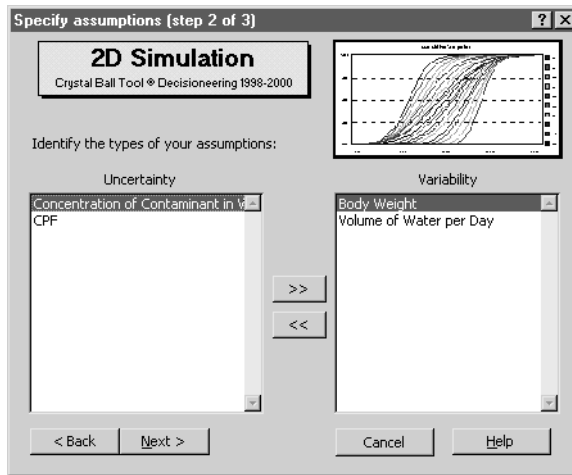 Specify assumptions (step 2 of 3)
? ×
2D Simulation
Crystal Ball Tool ® Decisioneering 1998-2000
Identify the types of your assumptions:
Uncertainty
Variability
Concentration of Contaminant in
CPF
Body Weight
Volume of Water per Day
>>
<<
< Back
Next >
Cancel
Help